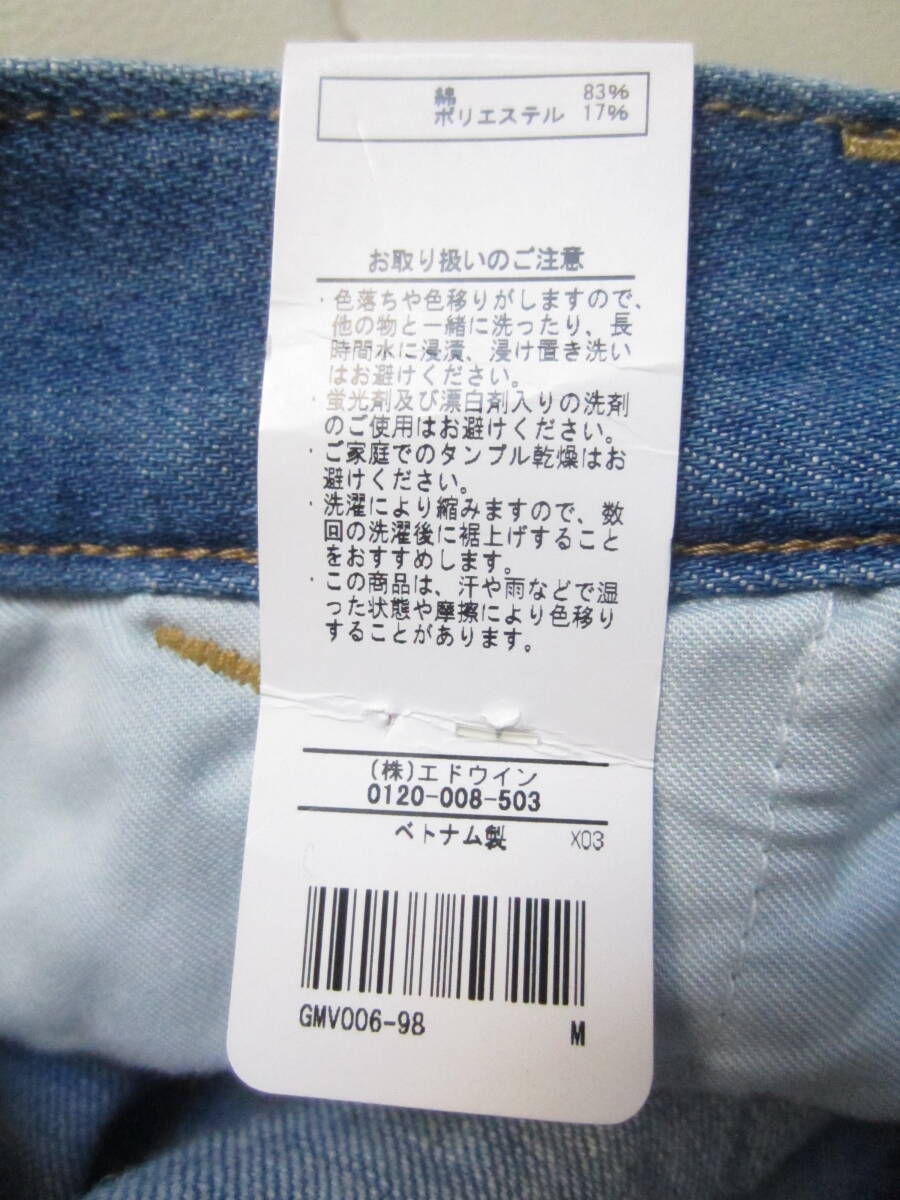 綿 83%
ポリエステル 17%
お取り扱いのご注意
・色落ちや色移りがしますので、
他の物と一緒に洗ったり、長
時間水に浸漬、浸け置き洗い
はお避けください。
・蛍光剤及び漂白剤入りの洗剤
のご使用はお避けください。
・ご家庭でのタンブル乾燥はお
避けください。
・洗濯により縮みますので、数
回の洗濯後に裾上げすること
をおすすめします。
・この商品は、汗や雨などで湿
った状態や摩擦により色移り
することがあります。
(株)エドウイン
0120-008-503
ベトナム製 X03
GMV006-98 M